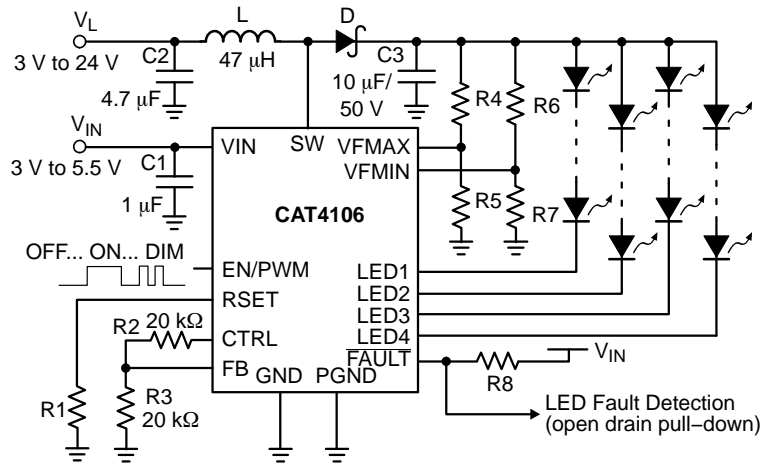 VL
L
D
C2
47 μH
C3
3 V to 24 V
4.7 μF
10 μF/
50 V
R4
R6
VIN
3 V to 5.5 V
C1
1 μF
VIN
SW
VFMAX
VFMIN
CAT4106
R5
R7
OFF... ON... DIM
EN/PWM
RSET
LED1
LED2
LED3
LED4
R2
20 kΩ
CTRL
FAULT
FB
GND
PGND
R8
VIN
R1
R3
20 kΩ
LED Fault Detection
(open drain pull−down)